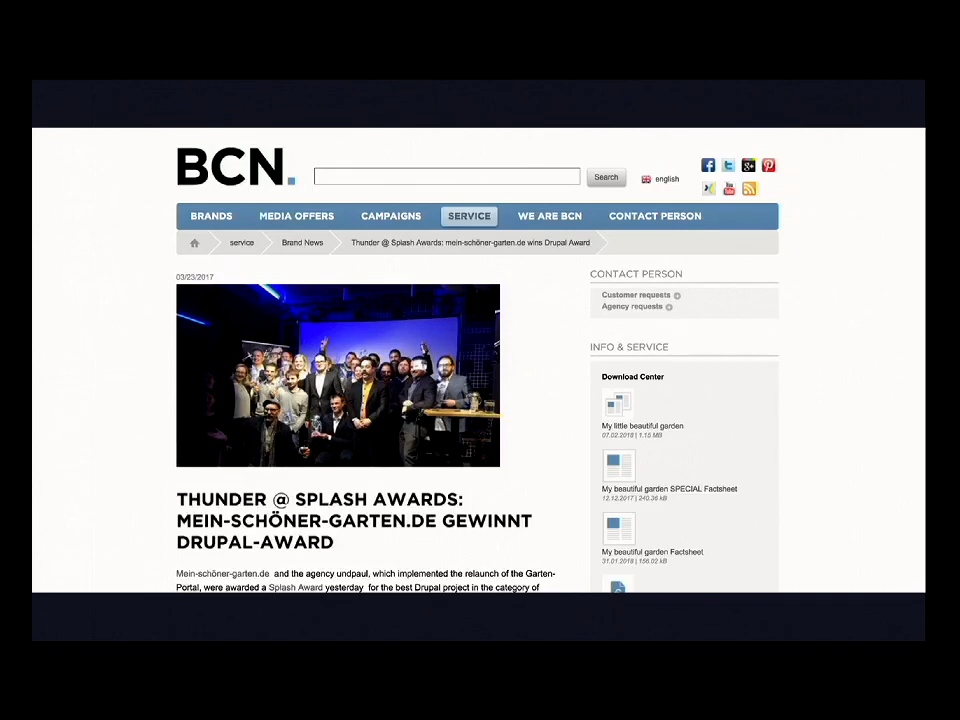 BCN.
Search
english
BRANDS MEDIA OFFERS CAMPAIGNS SERVICE WE ARE BCN CONTACT PERSON
service Brand News Thunder @ Splash Awards: mein-schöner-garten.de wins Drupal Award
03/23/2017
THUNDER @ SPLASH AWARDS:
MEIN-SCHÖNER-GARTEN.DE GEWINNT
DRUPAL-AWARD
Mein-schöner-garten.de and the agency undpaul, which implemented the relaunch of the Garten-
Portal, were awarded a Splash Award yesterday for the best Drupal project in the category of
CONTACT PERSON
Customer requests
Agency requests
INFO & SERVICE
Download Center
My little beautiful garden
07.02.2018 | 1.15 MB
My beautiful garden SPECIAL Factsheet
12.12.2017 | 240.36 kB
My beautiful garden Factsheet
31.01.2018 | 156.02 kB